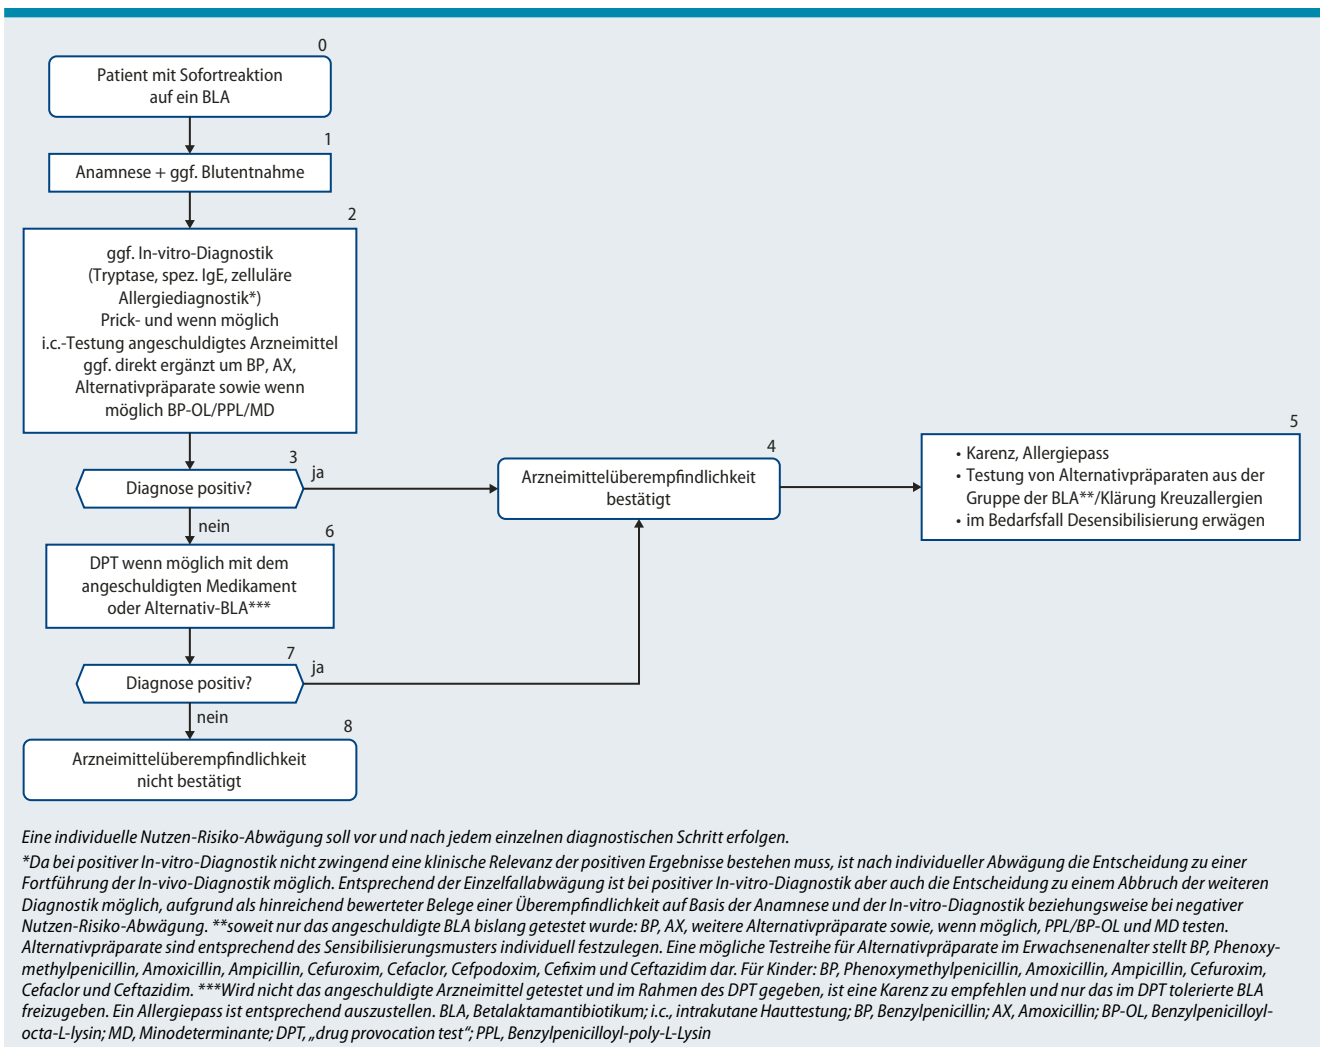 0
Patient mit Sofortreaktion
auf ein BLA
1
Anamnese + ggf. Blutentnahme
2
ggf. In-vitro-Diagnostik
(Tryptase, spez. IgE, zelluläre
Allergiediagnostik*)
Prick- und wenn möglich
i.c.-Testung angeschuldigtes Arzneimittel
ggf. direkt ergänzt um BP, AX,
Alternativpräparate sowie wenn
möglich BP-OL/PPL/MD
3
Diagnose positiv?
ja
nein
4
Arzneimittelüberempfindlichkeit
bestätigt
5
• Karenz, Allergiepass
• Testung von Alternativpräparaten aus der
Gruppe der BLA**/Klärung Kreuzallergien
• im Bedarfsfall Desensibilisierung erwägen
6
DPT wenn möglich mit dem
angeschuldigten Medikament
oder Alternativ-BLA***
7
Diagnose positiv?
ja
nein
8
Arzneimittelüberempfindlichkeit
nicht bestätigt
Eine individuelle Nutzen-Risiko-Abwägung soll vor und nach jedem einzelnen diagnostischen Schritt erfolgen.
*Da bei positiver In-vitro-Diagnostik nicht zwingend eine klinische Relevanz der positiven Ergebnisse bestehen muss, ist nach individueller Abwägung die Entscheidung zu einer
Fortführung der In-vivo-Diagnostik möglich. Entsprechend der Einzelfallabwägung ist bei positiver In-vitro-Diagnostik aber auch die Entscheidung zu einem Abbruch der weiteren
Diagnostik möglich, aufgrund als hinreichend bewerteter Belege einer Überempfindlichkeit auf Basis der Anamnese und der In-vitro-Diagnostik beziehungsweise bei negativer
Nutzen-Risiko-Abwägung. **soweit nur das angeschuldigte BLA bislang getestet wurde: BP, AX, weitere Alternativpräparate sowie, wenn möglich, PPL/BP-OL und MD testen.
Alternativpräparate sind entsprechend des Sensibilisierungsmusters individuell festzulegen. Eine mögliche Testreihe für Alternativpräparate im Erwachsenenalter stellt BP, Phenoxy-
methylpenicillin, Amoxicillin, Ampicillin, Cefuroxim, Cefaclor, Cefpodoxim, Cefixim und Ceftazidim dar. Für Kinder: BP, Phenoxymethylpenicillin, Amoxicillin, Ampicillin, Cefuroxim,
Cefaclor und Ceftazidim. ***Wird nicht das angeschuldigte Arzneimittel getestet und im Rahmen des DPT gegeben, ist eine Karenz zu empfehlen und nur das im DPT tolerierte BLA
freizugeben. Ein Allergiepass ist entsprechend auszustellen. BLA, Betalaktamantibiotikum; i.c., intrakutane Hauttestung; BP, Benzylpenicillin; AX, Amoxicillin; BP-OL, Benzylpenicilloyl-
octa-L-lysin; MD, Minodeterminante; DPT, „drug provocation test“; PPL, Benzylpenicilloyl-poly-L-Lysin